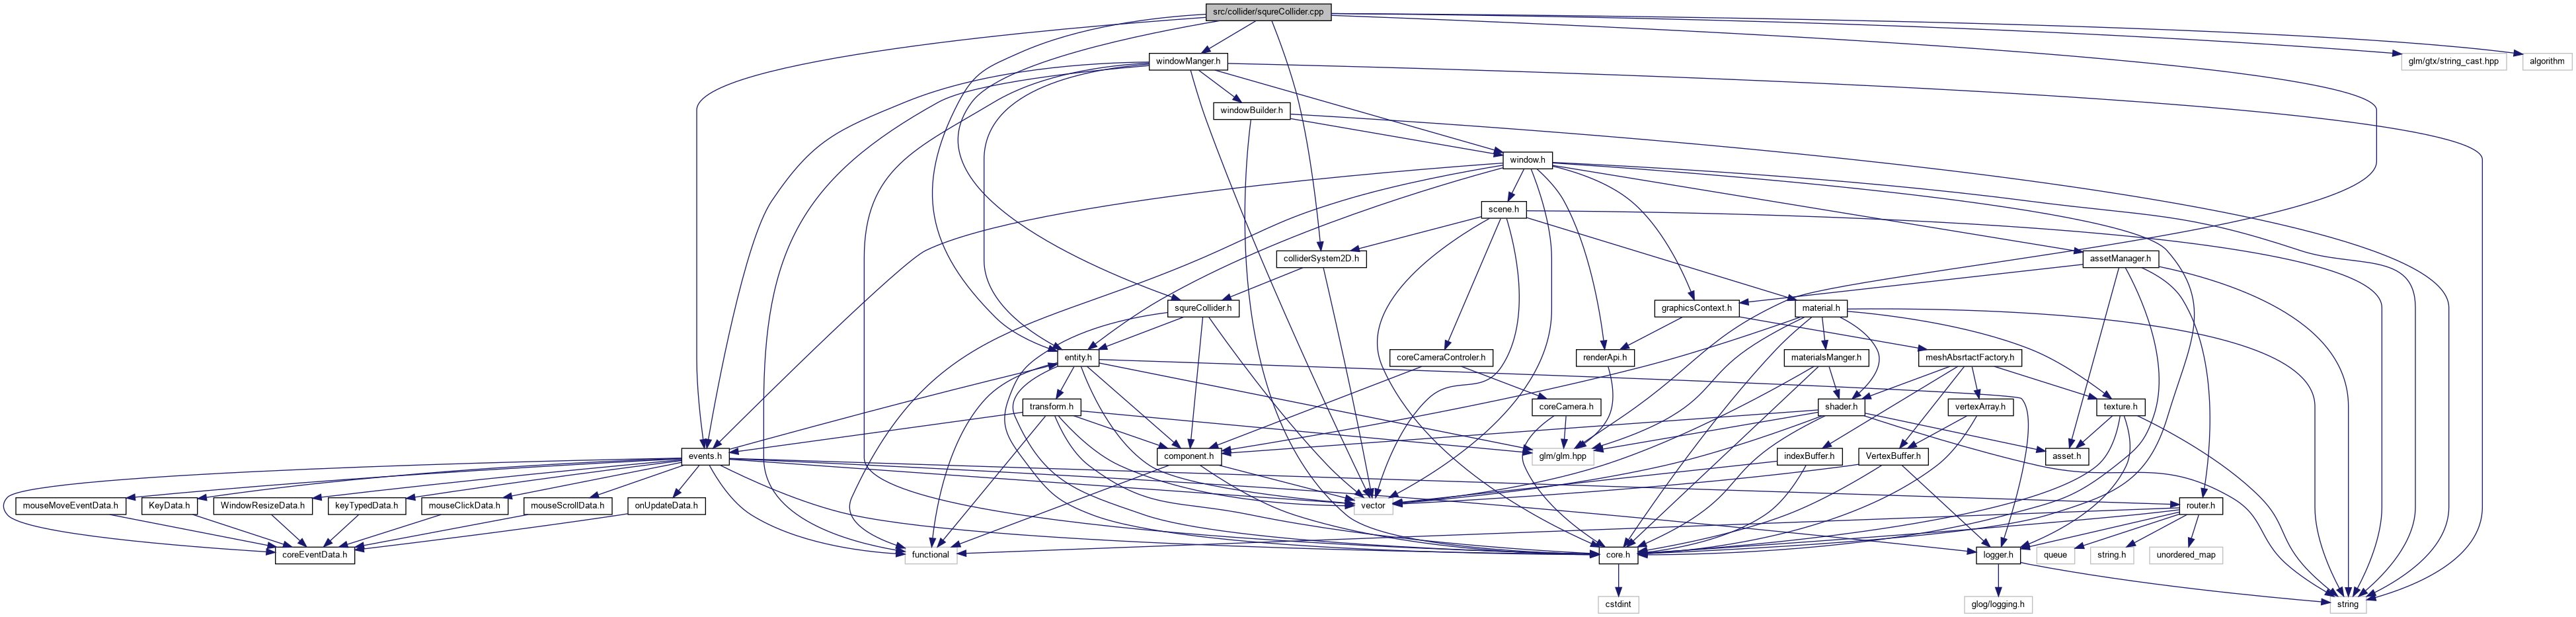 src/collider/squreCollider.cpp
windowManger.h
glm/gtx/string_cast.hpp
algorithm
windowBuilder.h
window.h
scene.h
colliderSystem2D.h
assetManager.h
squreCollider.h
graphicsContext.h
material.h
entity.h
coreCameraControler.h
renderApi.h
materialsManger.h
meshAbsrtactFactory.h
transform.h
coreCamera.h
shader.h
vertexArray.h
texture.h
events.h
component.h
glm/glm.hpp
indexBuffer.h
VertexBuffer.h
asset.h
mouseMoveEventData.h
KeyData.h
WindowResizeData.h
keyTypedData.h
mouseClickData.h
mouseScrollData.h
onUpdateData.h
vector
router.h
coreEventData.h
functional
core.h
logger.h
queue
string.h
unordered_map
cstdint
glog/logging.h
string